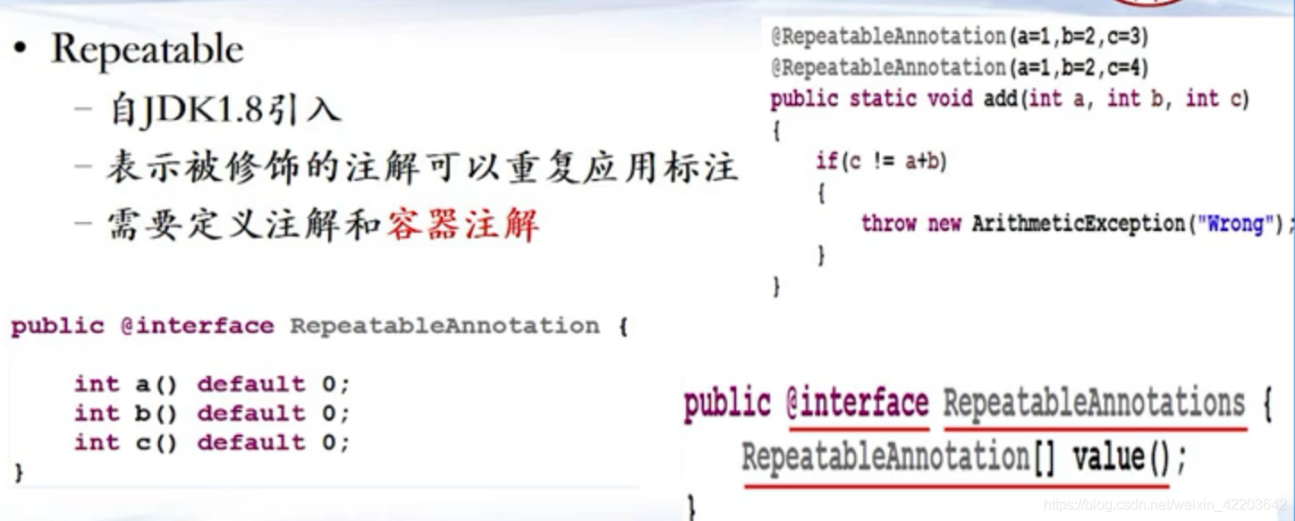 • Repeatable
– 自JDK1.8引入
– 表示被修饰的注解可以重复应用标注
– 需要定义注解和容器注解
public @interface RepeatableAnnotation {
int a() default 0;
int b() default 0;
int c() default 0;
}
@RepeatableAnnotation(a=1,b=2,c=3)
@RepeatableAnnotation(a=1,b=2,c=4)
public static void add(int a, int b, int c)
{
if(c != a+b)
{
throw new ArithmeticException("Wrong");
}
}
public @interface RepeatableAnnotations {
RepeatableAnnotation[] value();
}
https://blog.csdn.net/weixin_42203642